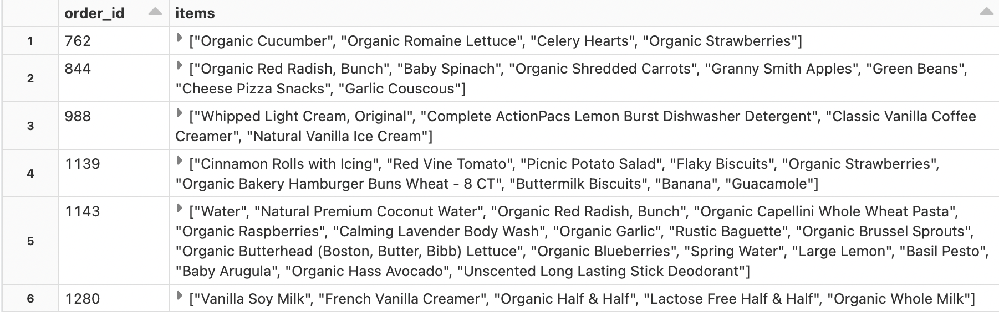 order_id items
1 762 ["Organic Cucumber", "Organic Romaine Lettuce", "Celery Hearts", "Organic Strawberries"]
2 844 ["Organic Red Radish, Bunch", "Baby Spinach", "Organic Shredded Carrots", "Granny Smith Apples", "Green Beans",
"Cheese Pizza Snacks", "Garlic Couscous"]
3 988 ["Whipped Light Cream, Original", "Complete ActionPacs Lemon Burst Dishwasher Detergent", "Classic Vanilla Coffee
Creamer", "Natural Vanilla Ice Cream"]
4 1139 ["Cinnamon Rolls with Icing", "Red Vine Tomato", "Picnic Potato Salad", "Flaky Biscuits", "Organic Strawberries",
"Organic Bakery Hamburger Buns Wheat - 8 CT", "Buttermilk Biscuits", "Banana", "Guacamole"]
5 1143 ["Water", "Natural Premium Coconut Water", "Organic Red Radish, Bunch", "Organic Capellini Whole Wheat Pasta",
"Organic Raspberries", "Calming Lavender Body Wash", "Organic Garlic", "Rustic Baguette", "Organic Brussel Sprouts",
"Organic Butterhead (Boston, Butter, Bibb) Lettuce", "Organic Blueberries", "Spring Water", "Large Lemon", "Basil Pesto",
"Baby Arugula", "Organic Hass Avocado", "Unscented Long Lasting Stick Deodorant"]
6 1280 ["Vanilla Soy Milk", "French Vanilla Creamer", "Organic Half & Half", "Lactose Free Half & Half", "Organic Whole Milk"]